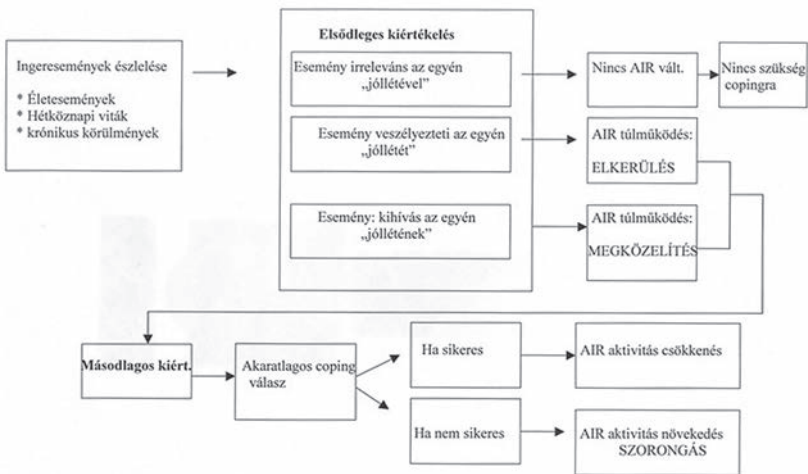 Ingeresemények észlelése
* Életesemények
* Hétköznapi viták
* krónikus körülmények
Elsődleges kiértékelés
Esemény irreleváns az egyén
„jóllétével”
Nincs AIR vált.
Nincs szükség
copingra
Esemény veszélyezteti az egyén
„jóllétét”
AIR túlműködés:
ELKERÜLÉS
Esemény: kihívás az egyén
„jóllétének”
AIR túlműködés:
MEGKÖZELÍTÉS
Másodlagos kiért.
Akaratlagos coping
válasz
Ha sikeres
AIR aktivitás csökkenés
Ha nem sikeres
AIR aktivitás növekedés
SZORONGÁS